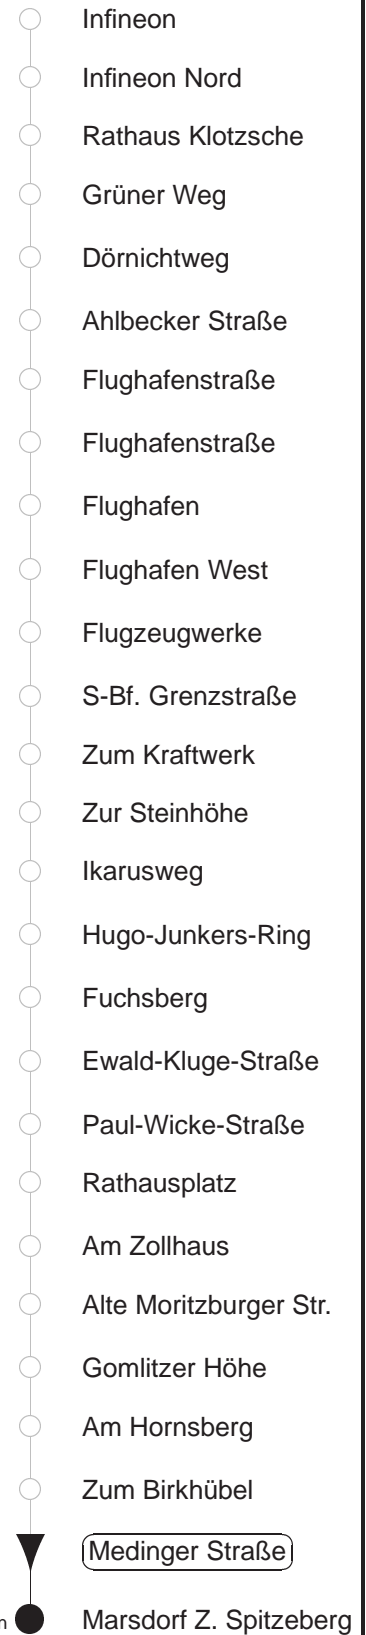 Infineon
Infineon Nord
Rathaus Klotzsche
Grüner Weg
Dörnichtweg
Ahlbecker Straße
Flughafenstraße
Flughafenstraße
Flughafen
Flughafen West
Flugzeugwerke
S-Bf. Grenzstraße
Zum Kraftwerk
Zur Steinhöhe
Ikarusweg
Hugo-Junkers-Ring
Fuchsberg
Ewald-Kluge-Straße
Paul-Wicke-Straße
Rathausplatz
Am Zollhaus
Alte Moritzburger Str.
Gomlitzer Höhe
Am Hornsberg
Zum Birkhübel
Medinger Straße
Marsdorf Z. Spitzeberg